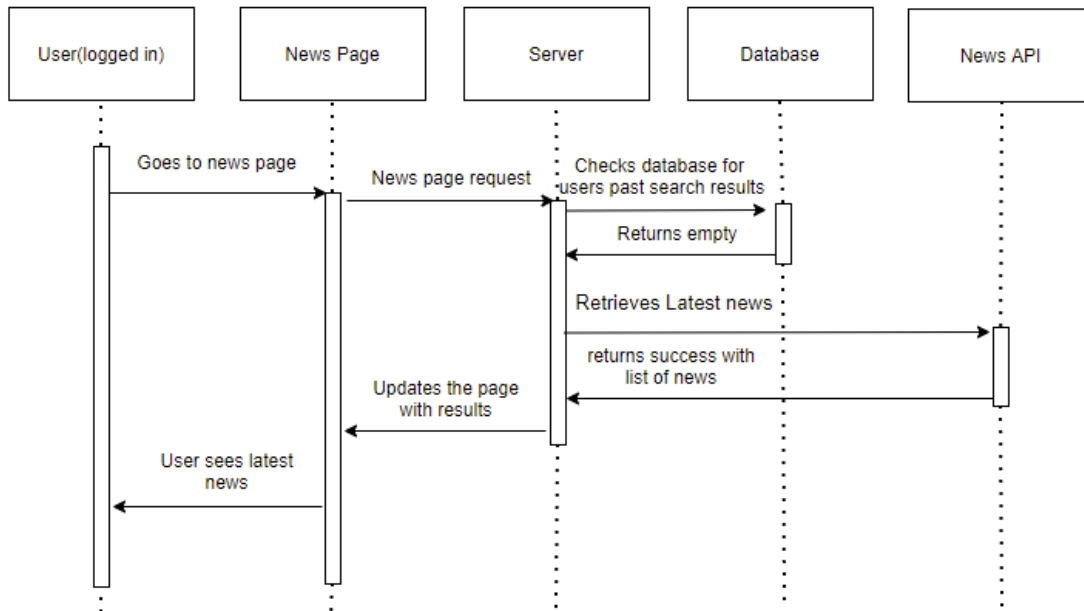 User(logged in)
News Page
Server
Database
News API
Goes to news page
News page request
Checks database for
users past search results
Returns empty
Retrieves Latest news
returns success with
list of news
Updates the page
with results
User sees latest
news